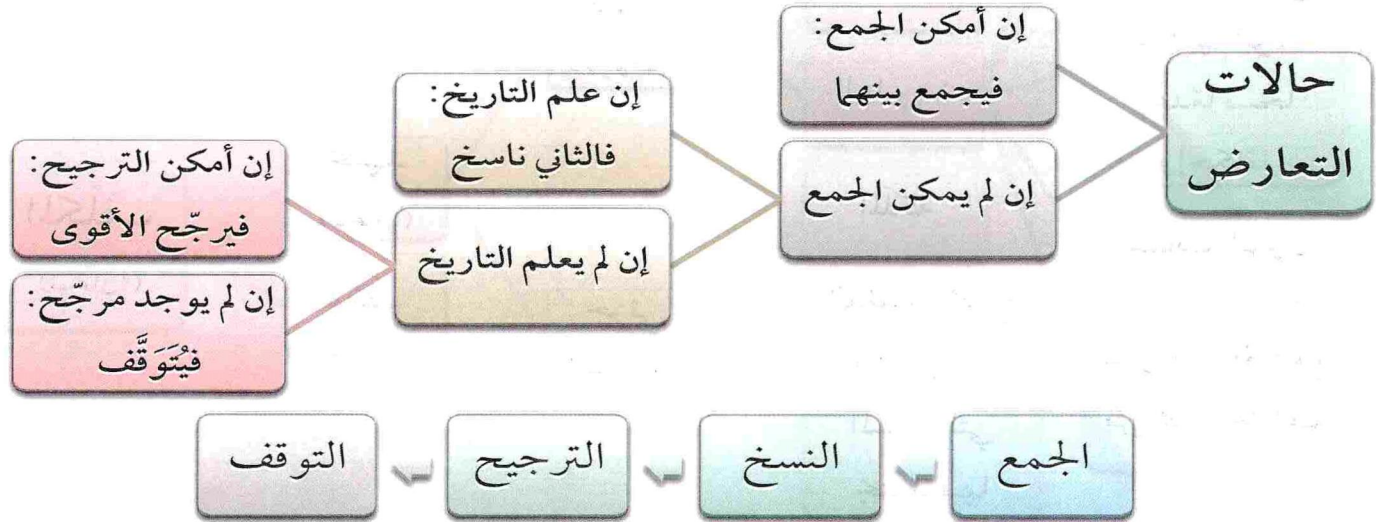 حالات
التعارض
إن أمكن الجمع:
فيجمع بينهما
إن لم يمكن الجمع
إن علم التاريخ:
فالثاني ناسخ
إن لم يعلم التاريخ
إن أمكن الترجيح:
فيرجّح الأقوى
إن لم يوجد مرجّح:
فيُتَوَقَّف
الجمع
النسخ
الترجيح
التوقف